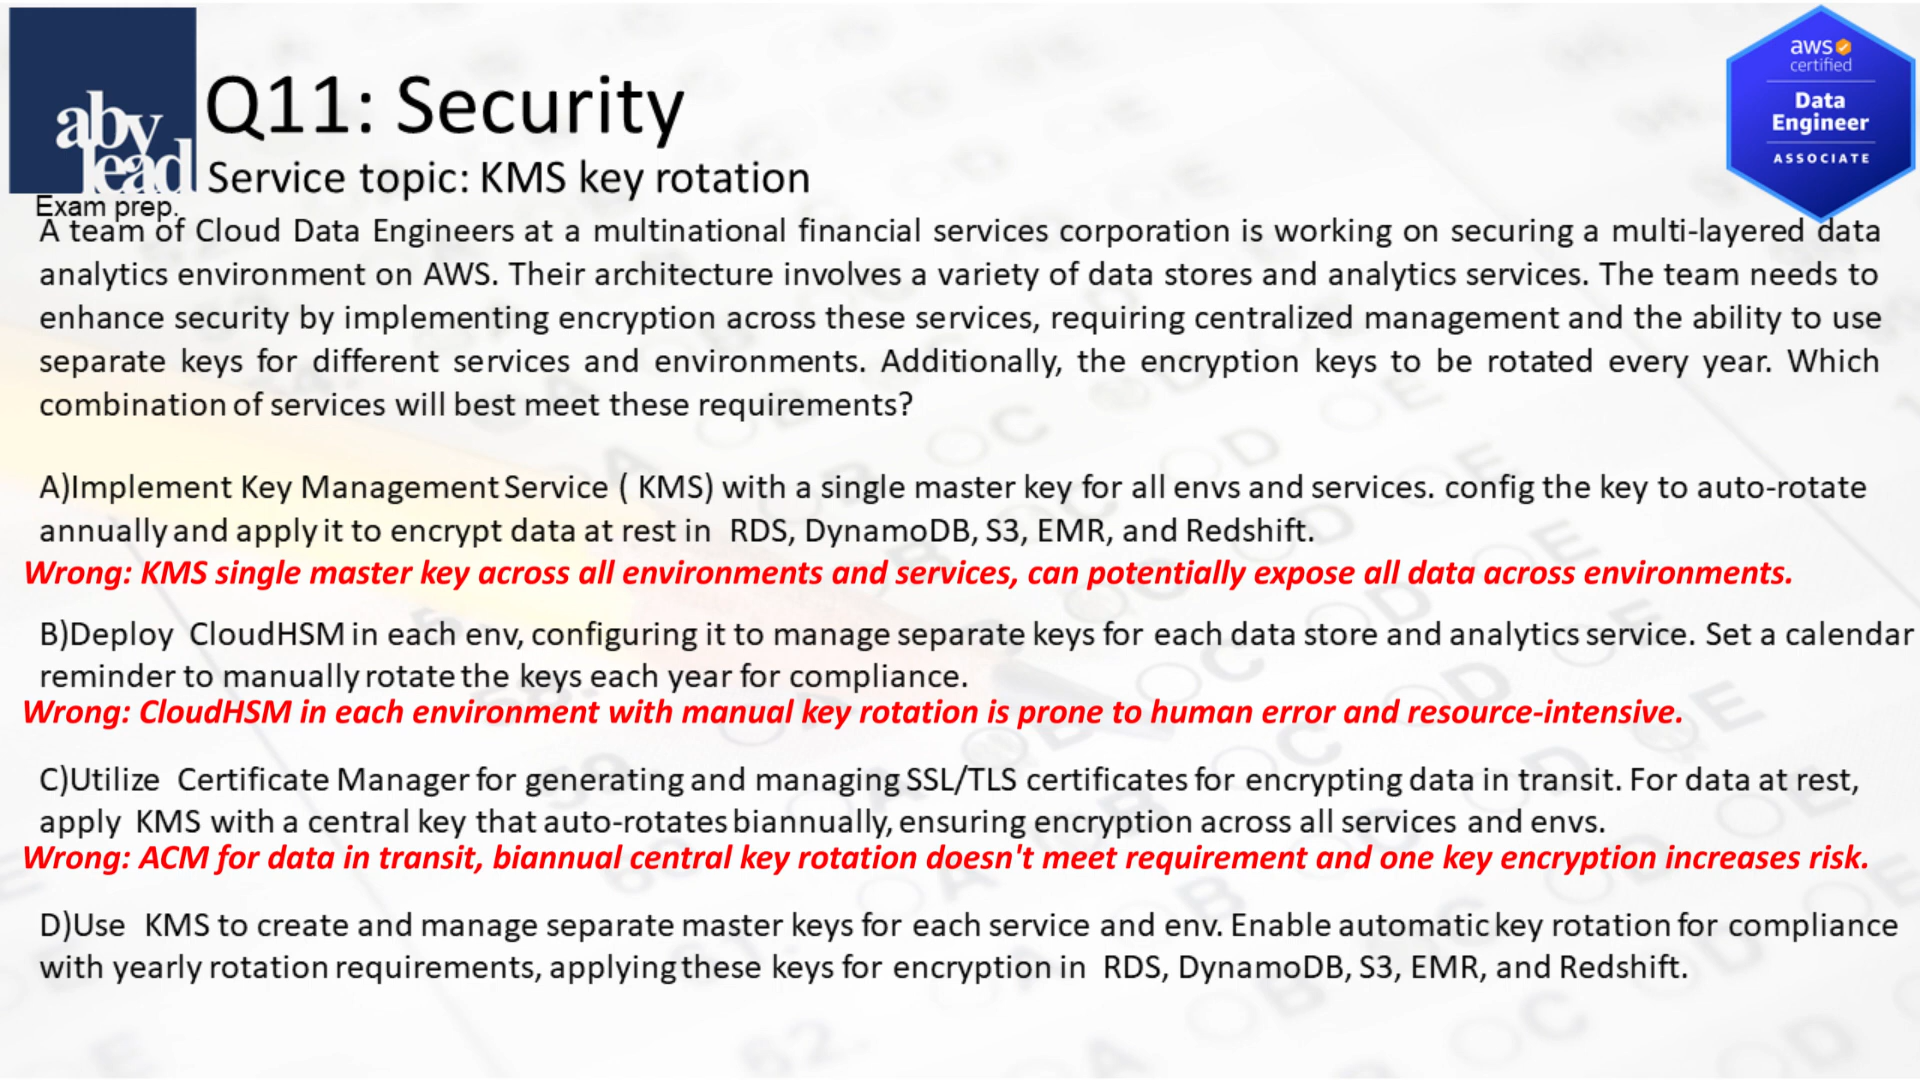 aby
lead
Exam prep.
Q11: Security
Service topic: KMS key rotation
aws
certified
Data
Engineer
ASSOCIATE
A team of Cloud Data Engineers at a multinational financial services corporation is working on securing a multi-layered data
analytics environment on AWS. Their architecture involves a variety of data stores and analytics services. The team needs to
enhance security by implementing encryption across these services, requiring centralized management and the ability to use
separate keys for different services and environments. Additionally, the encryption keys to be rotated every year. Which
combination of services will best meet these requirements?
A)Implement Key Management Service ( KMS) with a single master key for all envs and services. config the key to auto-rotate
annually and apply it to encrypt data at rest in RDS, DynamoDB, S3, EMR, and Redshift.
Wrong: KMS single master key across all environments and services, can potentially expose all data across environments.
B)Deploy CloudHSM in each env, configuring it to manage separate keys for each data store and analytics service. Set a calendar
reminder to manually rotate the keys each year for compliance.
Wrong: CloudHSM in each environment with manual key rotation is prone to human error and resource-intensive.
C)Utilize Certificate Manager for generating and managing SSL/TLS certificates for encrypting data in transit. For data at rest,
apply KMS with a central key that auto-rotates biannually, ensuring encryption across all services and envs.
Wrong: ACM for data in transit, biannual central key rotation doesn't meet requirement and one key encryption increases risk.
D)Use KMS to create and manage separate master keys for each service and env. Enable automatic key rotation for compliance
with yearly rotation requirements, applying these keys for encryption in RDS, DynamoDB, S3, EMR, and Redshift.